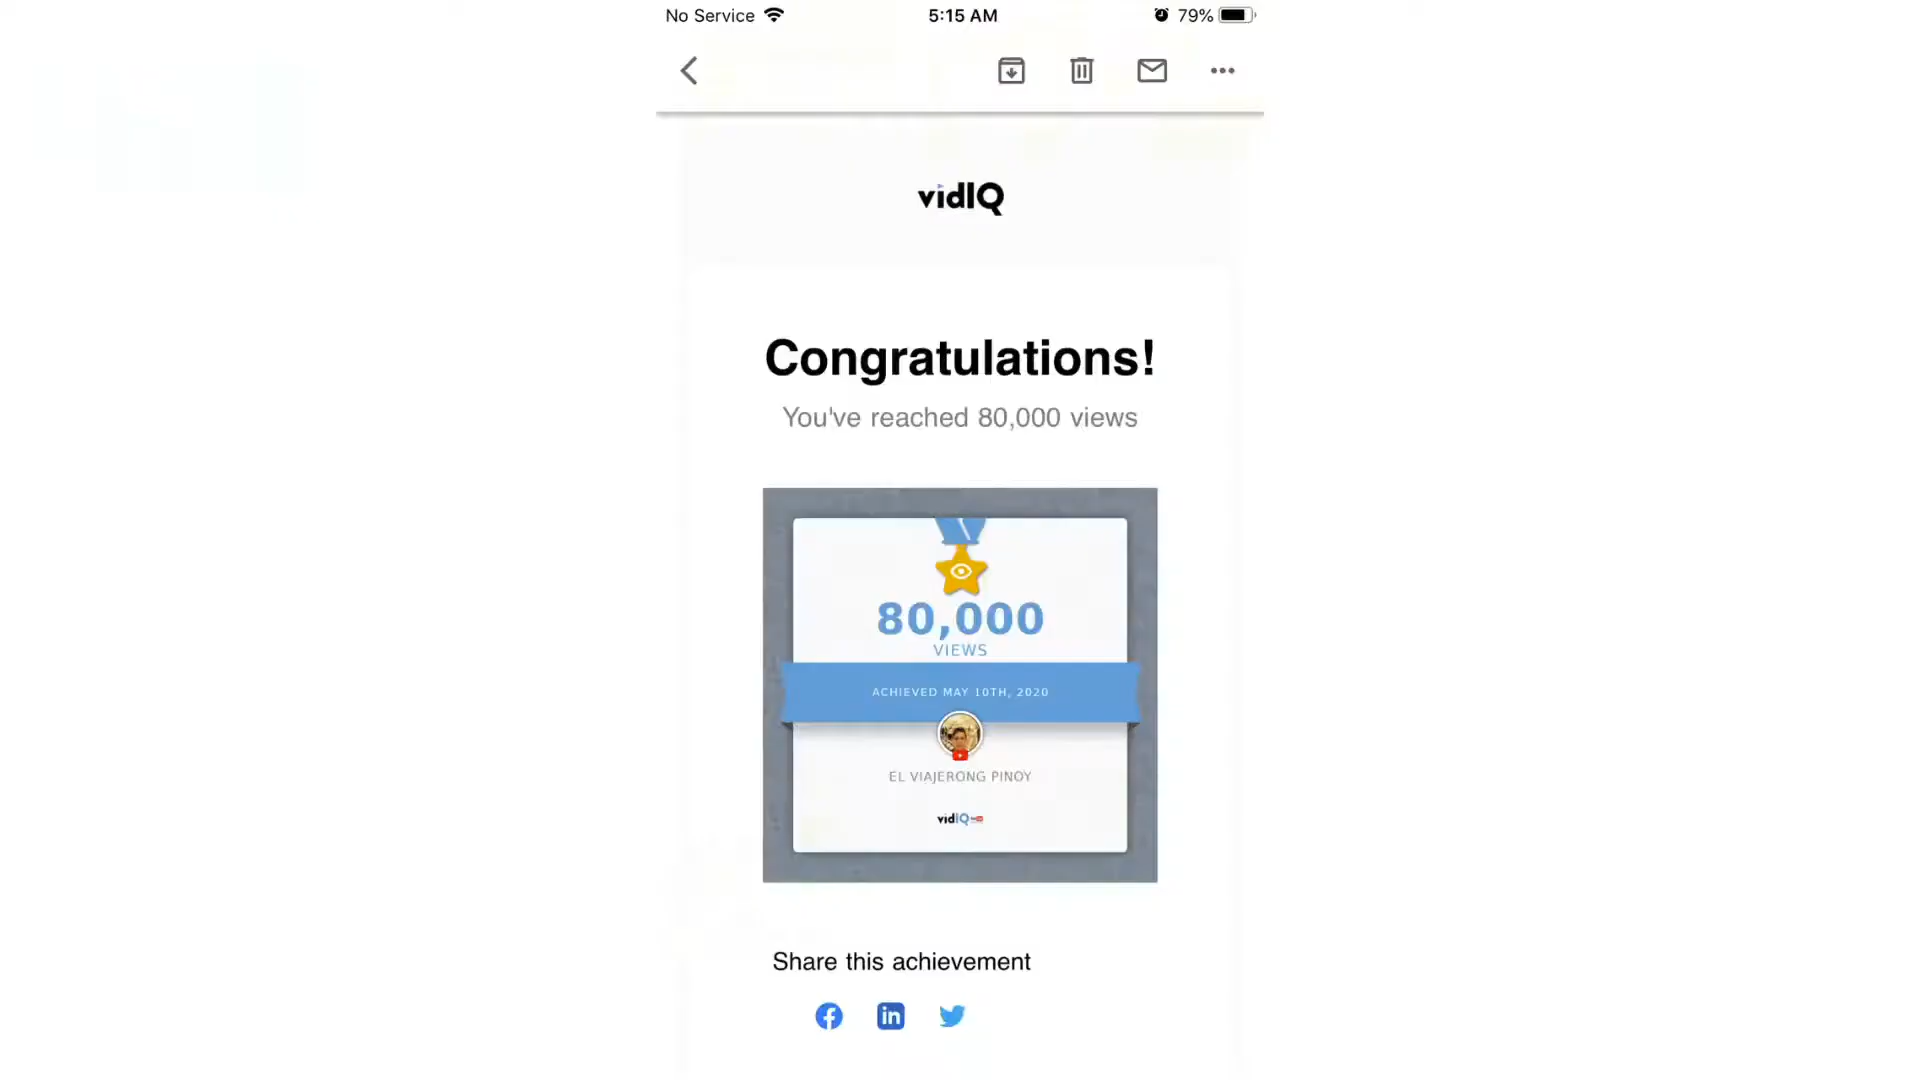 No Service 5:15 AM 79%
vidIQ
Congratulations!
You've reached 80,000 views
80,000
VIEWS
ACHIEVED MAY 10TH, 2020
EL VIAJERONG PINOY
vidIQ
Share this achievement